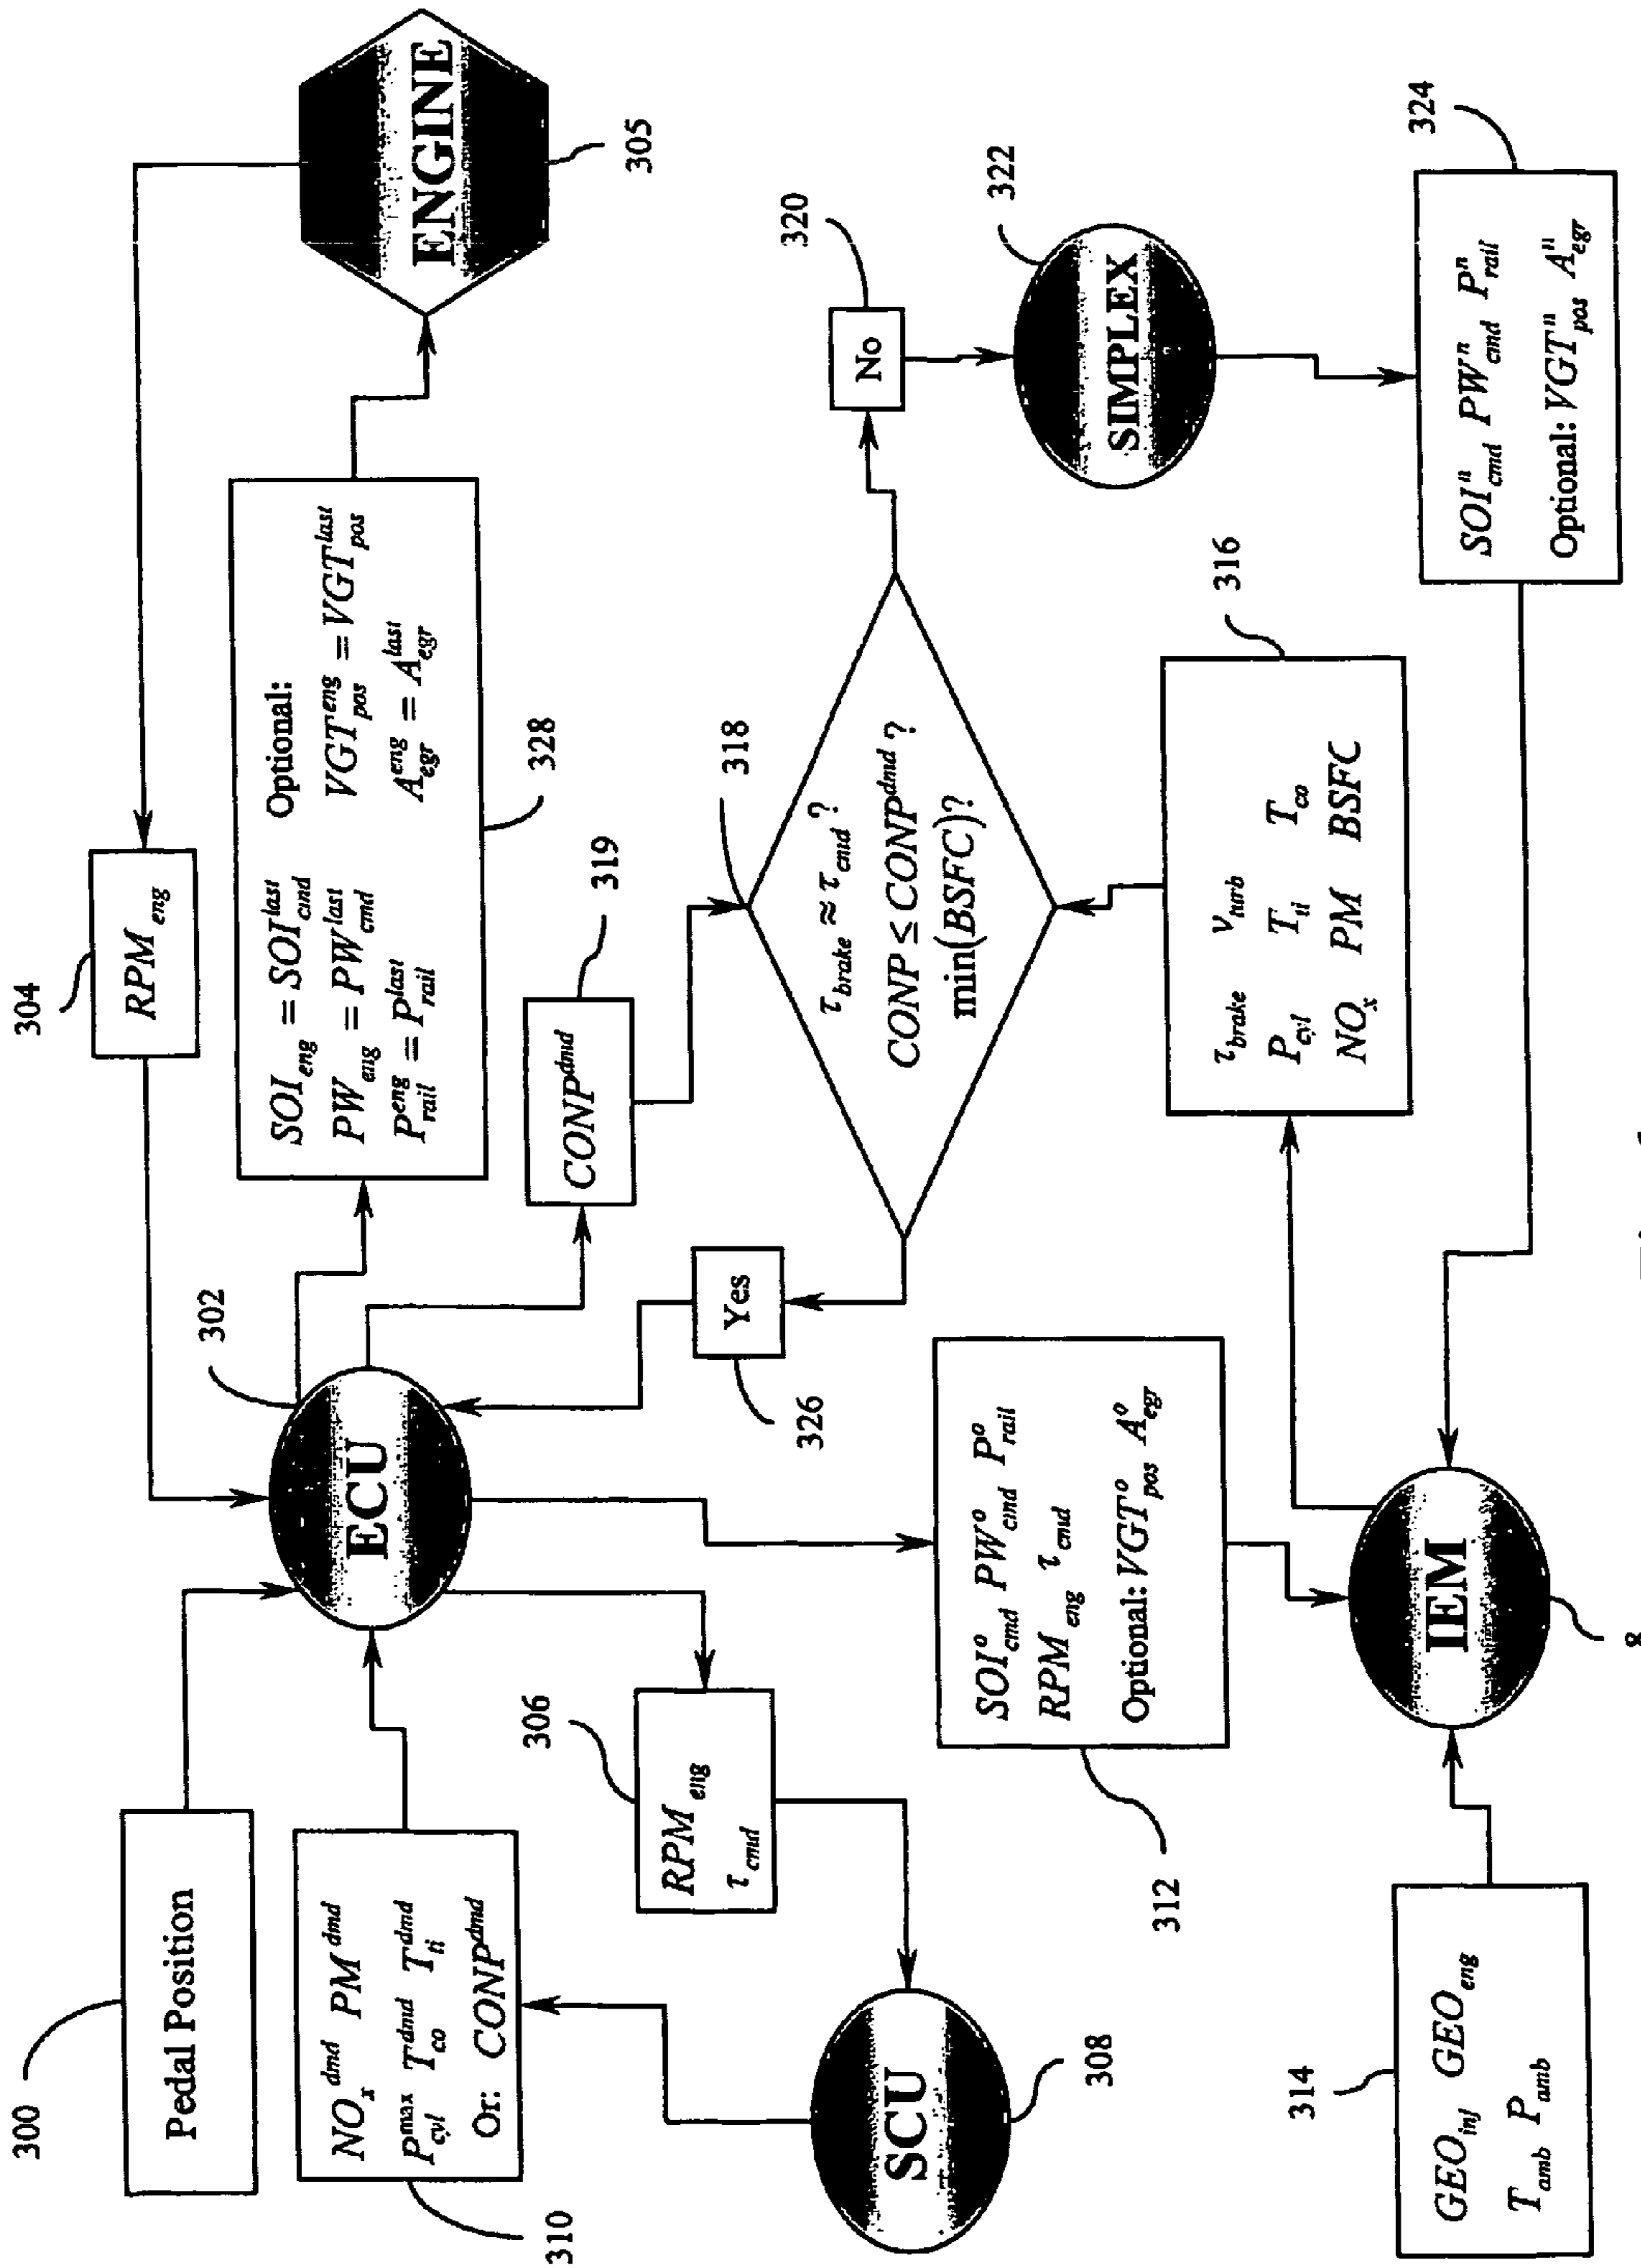 300
Pedal Position
304
RPM_eng
ENGINE
305
302
ECU
SOI_eng = SOI_cmd^last
PW_eng = PW_cmd^last
P_rail^eng = P_rail^last
Optional:
VGT_pos^eng = VGT_pos^last
A_egr^eng = A_egr^last
328
NO_x^dmd PM^dmd
P_cyl^max T_co^dmd T_ti^dmd
Or: CONP^dmd
310
306
RPM_eng
τ_cmd
SCU
308
CONP^dmd
319
Yes
326
318
τ_brake ≈ τ_cmd?
CONP ≤ CONP^dmd?
min(BSFC)?
No
320
SIMPLEX
322
SOI_cmd^o PW_cmd^o P_rail^o
RPM_eng τ_cmd
Optional: VGT_pos^o A_egr^o
312
τ_brake ν_turb
P_cyl T_ti T_co
NO_x PM BSFC
316
SOI_cmd^n PW_cmd^n P_rail^n
Optional: VGT_pos^n A_egr^n
324
314
GEO_inj GEO_eng
T_amb P_amb
IEM
8